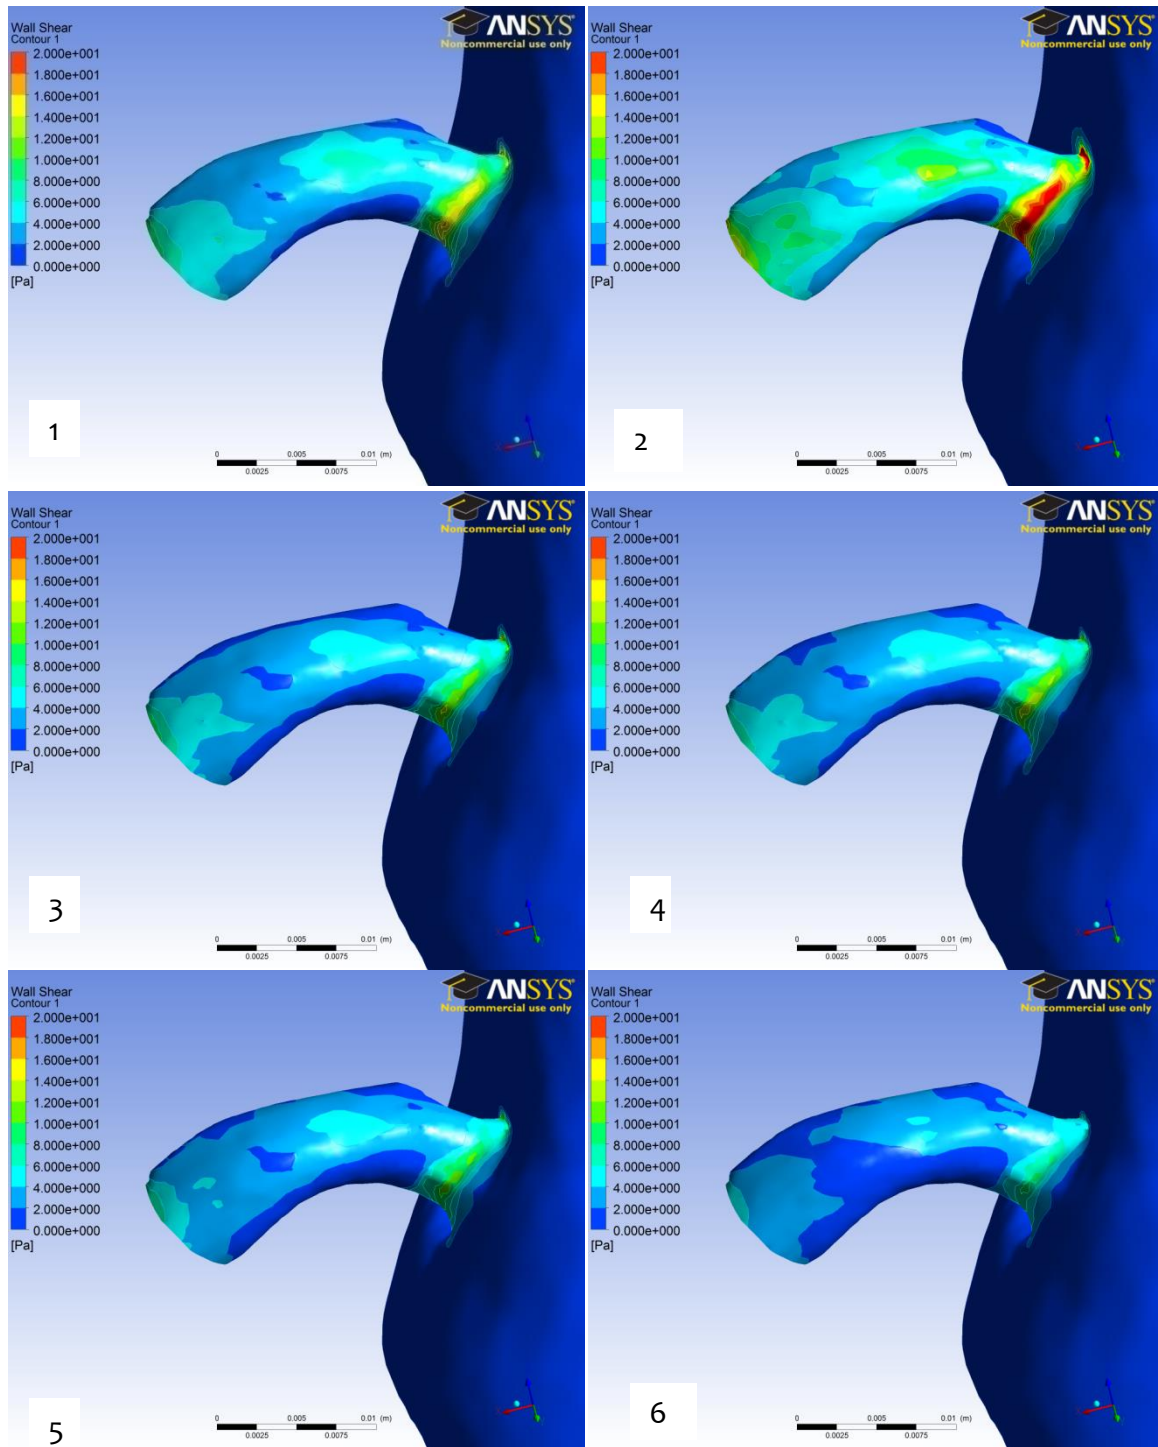 Wall Shear
Contour 1
2.000e+001
1.800e+001
1.600e+001
1.400e+001
1.200e+001
1.000e+001
8.000e+000
6.000e+000
4.000e+000
2.000e+000
0.000e+000
[Pa]
ANSYS
Noncommercial use only
1
0 0.005 0.01 (m)
0.0025 0.0075
Wall Shear
Contour 1
2.000e+001
1.800e+001
1.600e+001
1.400e+001
1.200e+001
1.000e+001
8.000e+000
6.000e+000
4.000e+000
2.000e+000
0.000e+000
[Pa]
ANSYS
Noncommercial use only
2
0 0.005 0.01 (m)
0.0025 0.0075
Wall Shear
Contour 1
2.000e+001
1.800e+001
1.600e+001
1.400e+001
1.200e+001
1.000e+001
8.000e+000
6.000e+000
4.000e+000
2.000e+000
0.000e+000
[Pa]
ANSYS
Noncommercial use only
3
0 0.005 0.01 (m)
0.0025 0.0075
Wall Shear
Contour 1
2.000e+001
1.800e+001
1.600e+001
1.400e+001
1.200e+001
1.000e+001
8.000e+000
6.000e+000
4.000e+000
2.000e+000
0.000e+000
[Pa]
ANSYS
Noncommercial use only
4
0 0.005 0.01 (m)
0.0025 0.0075
Wall Shear
Contour 1
2.000e+001
1.800e+001
1.600e+001
1.400e+001
1.200e+001
1.000e+001
8.000e+000
6.000e+000
4.000e+000
2.000e+000
0.000e+000
[Pa]
ANSYS
Noncommercial use only
5
0 0.005 0.01 (m)
0.0025 0.0075
Wall Shear
Contour 1
2.000e+001
1.800e+001
1.600e+001
1.400e+001
1.200e+001
1.000e+001
8.000e+000
6.000e+000
4.000e+000
2.000e+000
0.000e+000
[Pa]
ANSYS
Noncommercial use only
6
0 0.005 0.01 (m)
0.0025 0.0075